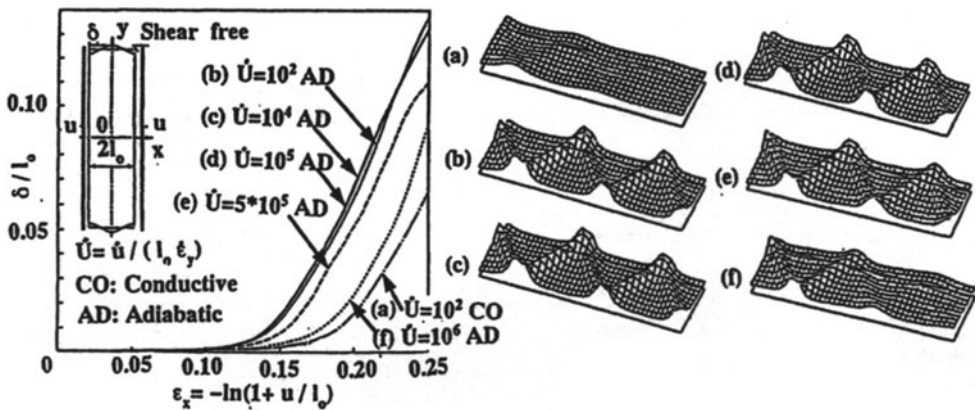 δ / l₀
0.10
0.05
δ y Shear free
u 0 u
2l₀ x
U̇= u̇ / ( l₀ ε̇y)
CO: Conductive
AD: Adiabatic
(b) U̇=10² AD
(c) U̇=10⁴ AD
(d) U̇=10⁵ AD
(e) U̇=5*10⁵ AD
(a) U̇=10² CO
(f) U̇=10⁶ AD
0 0.05 0.10 0.15 0.20 0.25
εx= -ln(1+ u / l₀)
(a)
(b)
(c)
(d)
(e)
(f)